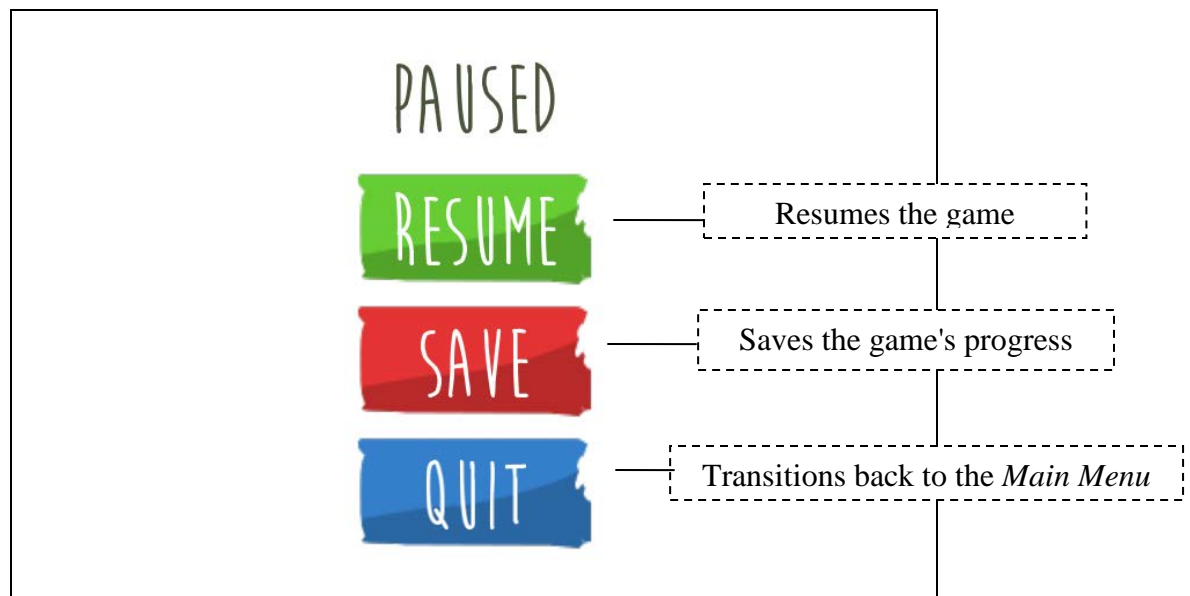 PAUSED
RESUME
Resumes the game
SAVE
Saves the game's progress
QUIT
Transitions back to the Main Menu